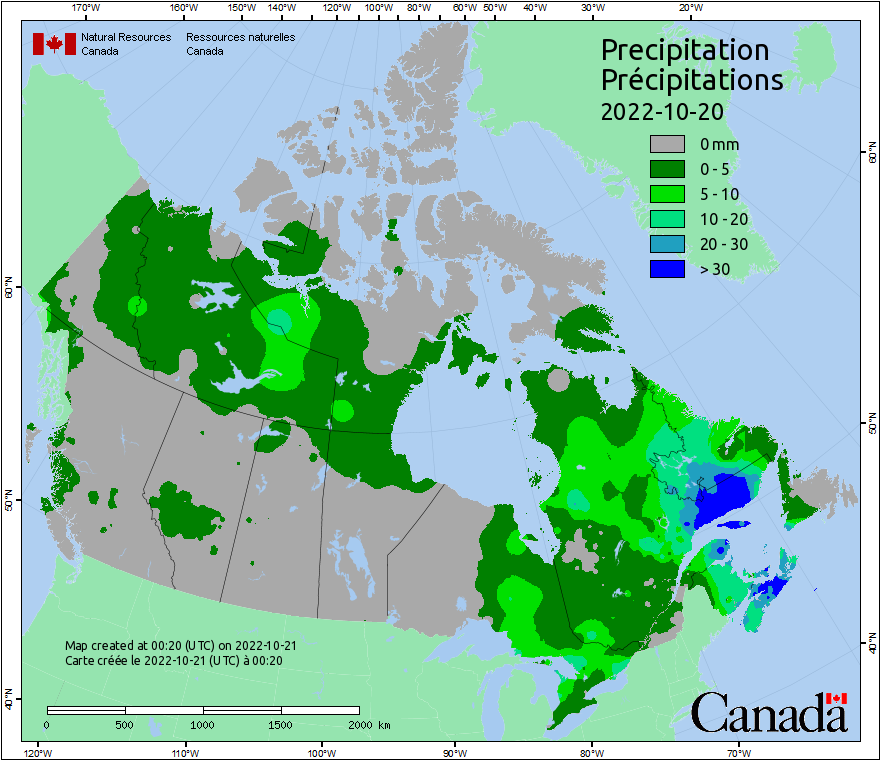 170°W 160°W 150°W 140°W 120°W 100°W 80°W 60°W 50°W 40°W 30°W 20°W
Natural Resources Ressources naturelles
Canada Canada
Precipitation
Précipitations
2022-10-20
0 mm
0 - 5
5 - 10
10 - 20
20 - 30
> 30
60°N
60°N
50°N
50°N
40°N
40°N
Map created at 00:20 (UTC) on 2022-10-21
Carte créée le 2022-10-21 (UTC) à 00:20
0 500 1000 1500 2000 km
Canada
120°W 110°W 100°W 90°W 80°W 70°W